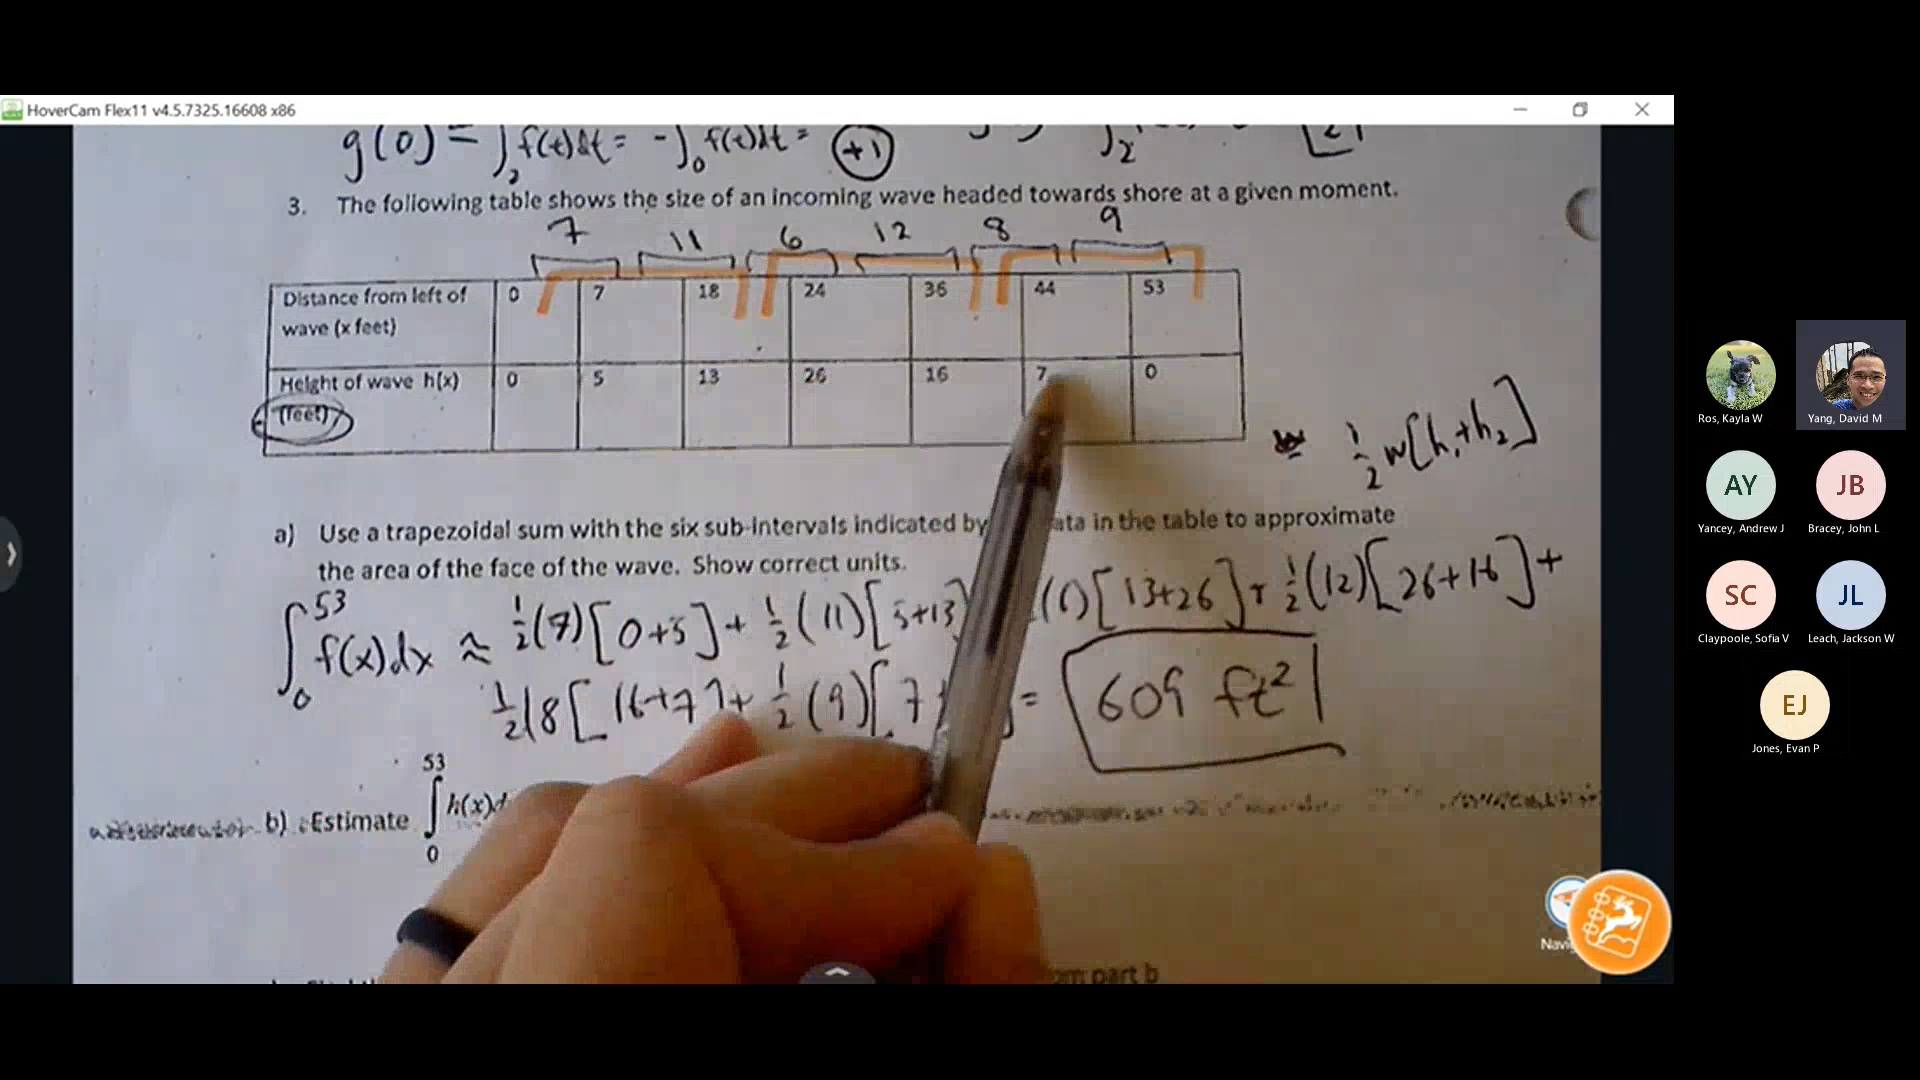 HoverCam Flex11 v4.5.7325.16608 x86
g(0) = ∫₂ f(t)dt = -∫₀ f(t)dt = +1
3. The following table shows the size of an incoming wave headed towards shore at a given moment.
7 11 6 12 8 9
Distance from left of wave (x feet) 0 7 18 24 36 44 53
Height of wave h(x) (feet) 0 5 13 26 16 7 0
1/2 w[h₁+h₂]
a) Use a trapezoidal sum with the six sub-intervals indicated by in the table to approximate
the area of the face of the wave. Show correct units.
∫₀⁵³ f(x)dx ≈ 1/2(7)[0+5] + 1/2(11)[5+13] (6)[13+26] + 1/2(12)[26+16] +
1/2(8[16+7]+ 1/2(9)[7 ] = 609 ft²
b) Estimate ∫₀⁵³ h(x)d
part b
Ros, Kayla W
Yang, David M
AY
Yancey, Andrew J
JB
Bracey, John L
SC
Claypoole, Sofia V
JL
Leach, Jackson W
EJ
Jones, Evan P